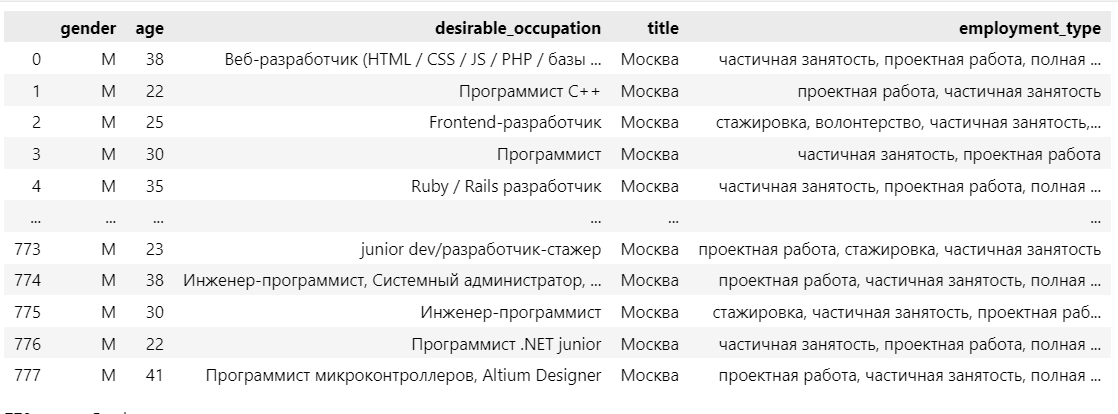 gender age desirable_occupation title employment_type
0 M 38 Веб-разработчик (HTML / CSS / JS / PHP / базы ... Москва частичная занятость, проектная работа, полная ...
1 M 22 Программист C++ Москва проектная работа, частичная занятость
2 M 25 Frontend-разработчик Москва стажировка, волонтерство, частичная занятость,...
3 M 30 Программист Москва частичная занятость, проектная работа
4 M 35 Ruby / Rails разработчик Москва частичная занятость, проектная работа, полная ...
... ... ... ... ... ...
773 M 23 junior dev/разработчик-стажер Москва проектная работа, стажировка, частичная занятость
774 M 38 Инженер-программист, Системный администратор, ... Москва проектная работа, частичная занятость, полная ...
775 M 30 Инженер-программист Москва стажировка, частичная занятость, проектная раб...
776 M 22 Программист .NET junior Москва частичная занятость, проектная работа, полная ...
777 M 41 Программист микроконтроллеров, Altium Designer Москва проектная работа, частичная занятость, полная ...